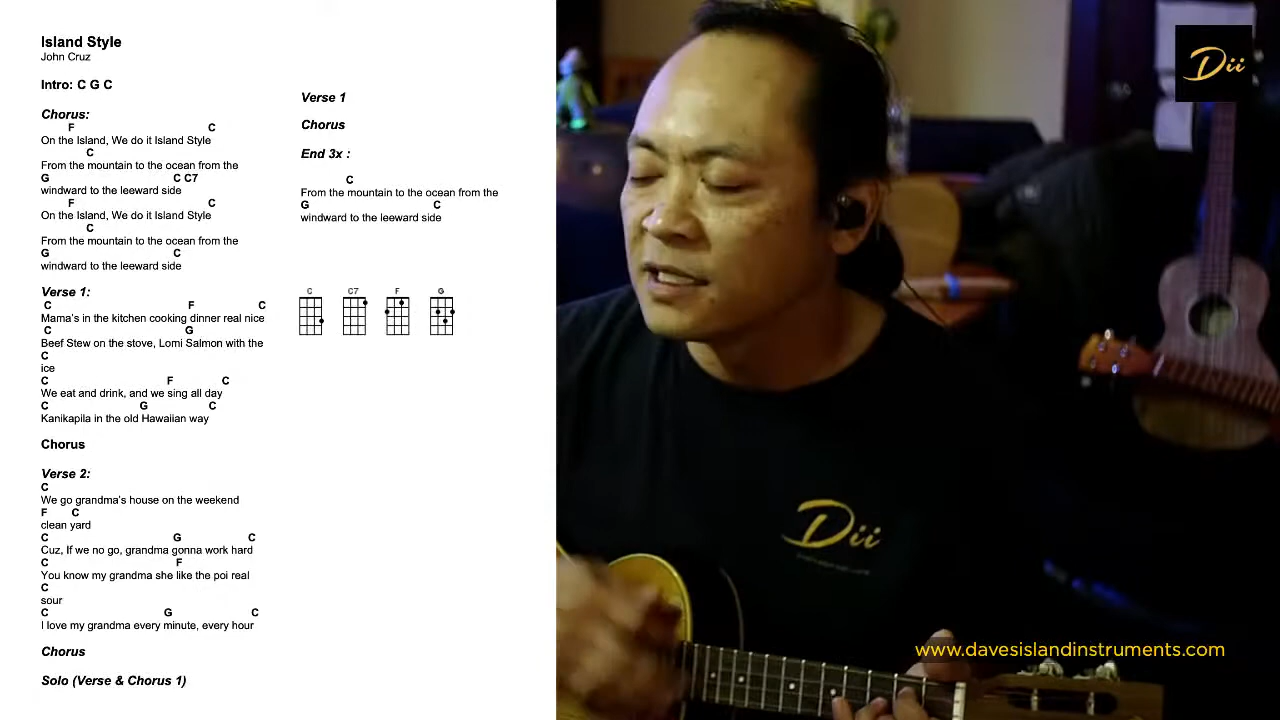 Island Style
John Cruz
Intro: C G C
Chorus:
F C
On the Island, We do it Island Style
C
From the mountain to the ocean from the
G C C7
windward to the leeward side
F C
On the Island, We do it Island Style
C
From the mountain to the ocean from the
G C
windward to the leeward side
Verse 1:
C F C
Mama's in the kitchen cooking dinner real nice
C G
Beef Stew on the stove, Lomi Salmon with the
C
ice
C F C
We eat and drink, and we sing all day
C G C
Kanikapila in the old Hawaiian way
Chorus
Verse 2:
C
We go grandma's house on the weekend
F C
clean yard
C G C
Cuz, If we no go, grandma gonna work hard
C F
You know my grandma she like the poi real
C
sour
C G C
I love my grandma every minute, every hour
Chorus
Solo (Verse & Chorus 1)
Verse 1
Chorus
End 3x :
C
From the mountain to the ocean from the
G C
windward to the leeward side
C C7 F G
Dii
Dii
www.davesislandinstruments.com